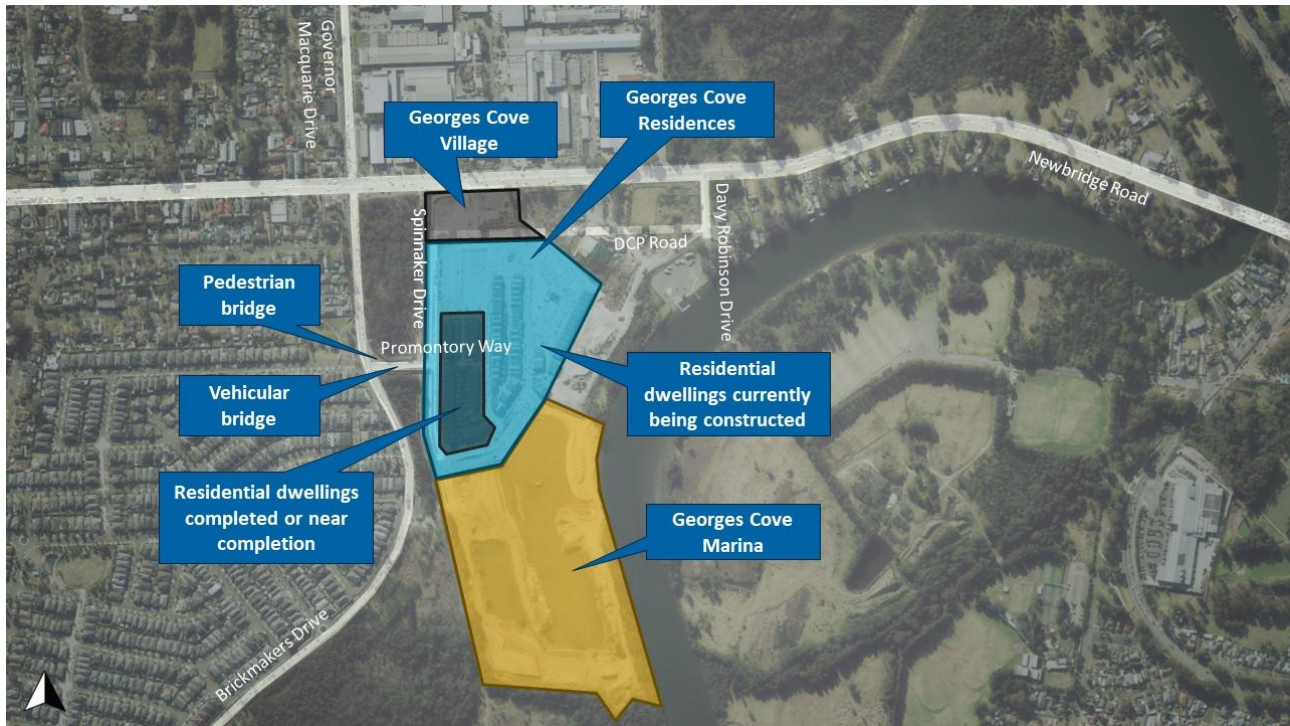 Governor
Macquarie Drive
Georges Cove
Village
Georges Cove
Residences
Newbridge Road
Spinnaker Drive
DCP Road
Davy Robinson Drive
Pedestrian
bridge
Promontory Way
Vehicular
bridge
Residential
dwellings currently
being constructed
Residential dwellings
completed or near
completion
Georges Cove
Marina
Brickmakers Drive